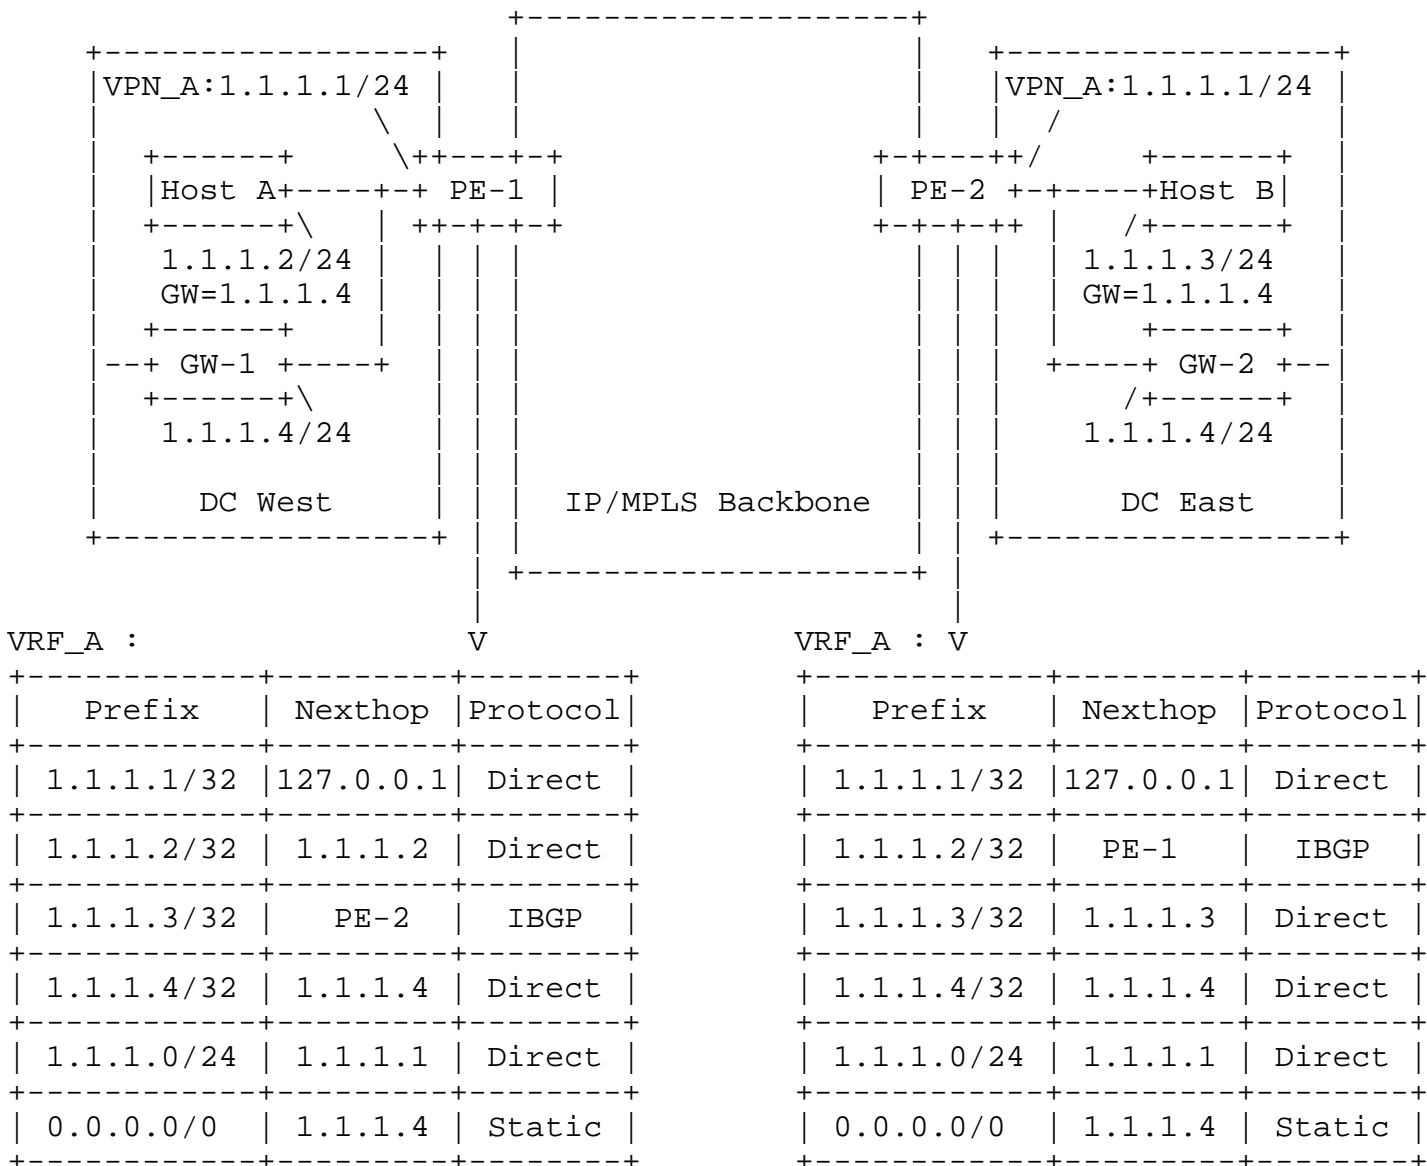 VPN_A:1.1.1.1/24 VPN_A:1.1.1.1/24
Host A PE-1 PE-2 Host B
1.1.1.2/24 1.1.1.3/24
GW=1.1.1.4 GW=1.1.1.4
GW-1 GW-2
1.1.1.4/24 1.1.1.4/24
DC West IP/MPLS Backbone DC East
VRF_A : V VRF_A : V
Prefix Nexthop Protocol Prefix Nexthop Protocol
1.1.1.1/32 127.0.0.1 Direct 1.1.1.1/32 127.0.0.1 Direct
1.1.1.2/32 1.1.1.2 Direct 1.1.1.2/32 PE-1 IBGP
1.1.1.3/32 PE-2 IBGP 1.1.1.3/32 1.1.1.3 Direct
1.1.1.4/32 1.1.1.4 Direct 1.1.1.4/32 1.1.1.4 Direct
1.1.1.0/24 1.1.1.1 Direct 1.1.1.0/24 1.1.1.1 Direct
0.0.0.0/0 1.1.1.4 Static 0.0.0.0/0 1.1.1.4 Static